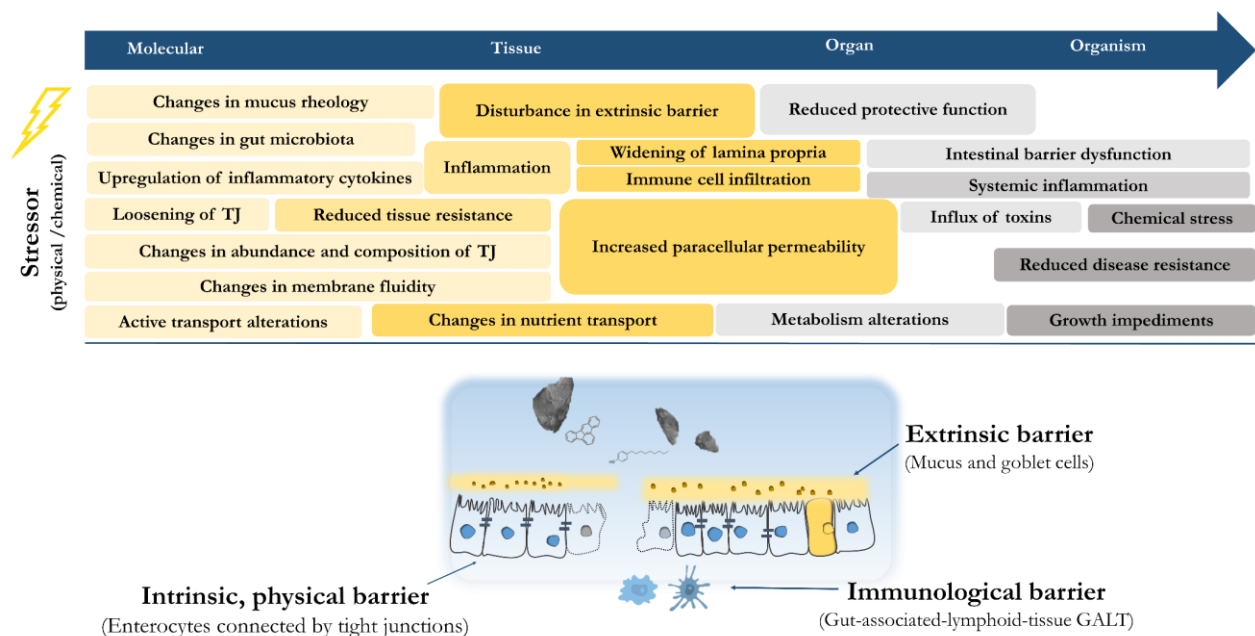 Molecular
Tissue
Organ
Organism
Stressor
(physical /chemical)
Changes in mucus rheology
Disturbance in extrinsic barrier
Reduced protective function
Changes in gut microbiota
Inflammation
Widening of lamina propria
Intestinal barrier dysfunction
Upregulation of inflammatory cytokines
Immune cell infiltration
Systemic inflammation
Loosening of TJ
Reduced tissue resistance
Increased paracellular permeability
Influx of toxins
Chemical stress
Changes in abundance and composition of TJ
Reduced disease resistance
Changes in membrane fluidity
Active transport alterations
Changes in nutrient transport
Metabolism alterations
Growth impediments
Extrinsic barrier
(Mucus and goblet cells)
Intrinsic, physical barrier
(Enterocytes connected by tight junctions)
Immunological barrier
(Gut-associated-lymphoid-tissue GALT)